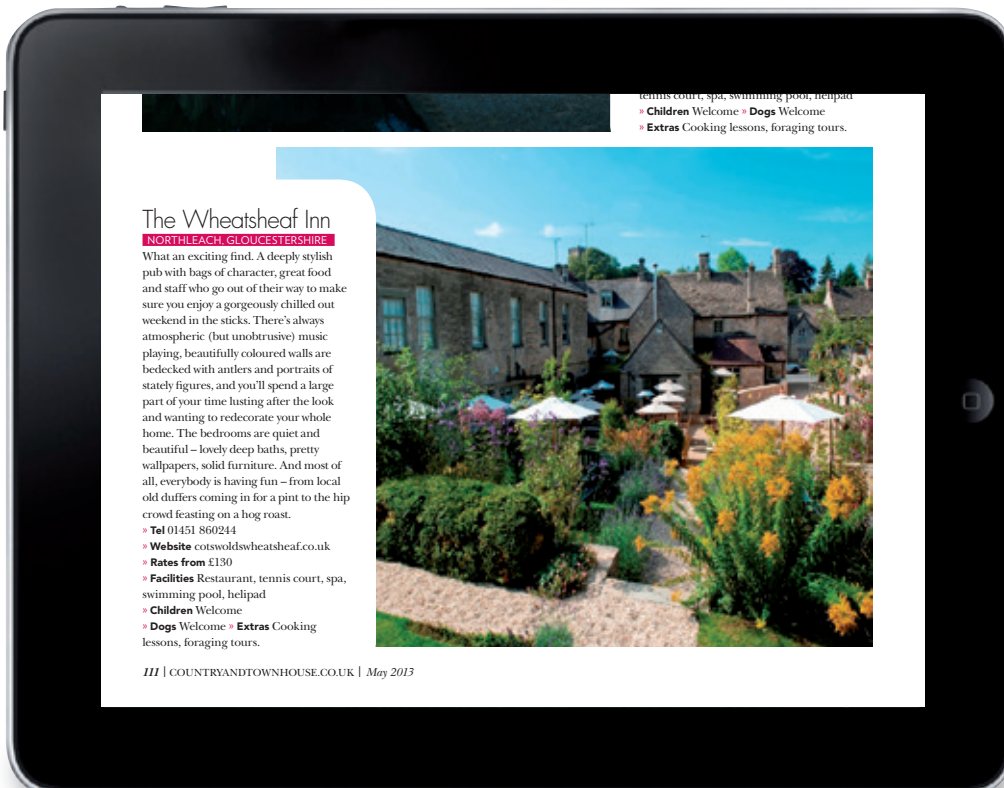 tennis court, spa, swimming pool, helipad
» Children Welcome » Dogs Welcome
» Extras Cooking lessons, foraging tours.
The Wheatsheaf Inn
NORTHLEACH, GLOUCESTERSHIRE
What an exciting find. A deeply stylish
pub with bags of character, great food
and staff who go out of their way to make
sure you enjoy a gorgeously chilled out
weekend in the sticks. There's always
atmospheric (but unobtrusive) music
playing, beautifully coloured walls are
bedecked with antlers and portraits of
stately figures, and you'll spend a large
part of your time lusting after the look
and wanting to redecorate your whole
home. The bedrooms are quiet and
beautiful – lovely deep baths, pretty
wallpapers, solid furniture. And most of
all, everybody is having fun – from local
old duffers coming in for a pint to the hip
crowd feasting on a hog roast.
» Tel 01451 860244
» Website cotswoldswheatsheaf.co.uk
» Rates from £130
» Facilities Restaurant, tennis court, spa,
swimming pool, helipad
» Children Welcome
» Dogs Welcome » Extras Cooking
lessons, foraging tours.
111 | COUNTRYANDTOWNHOUSE.CO.UK | May 2013